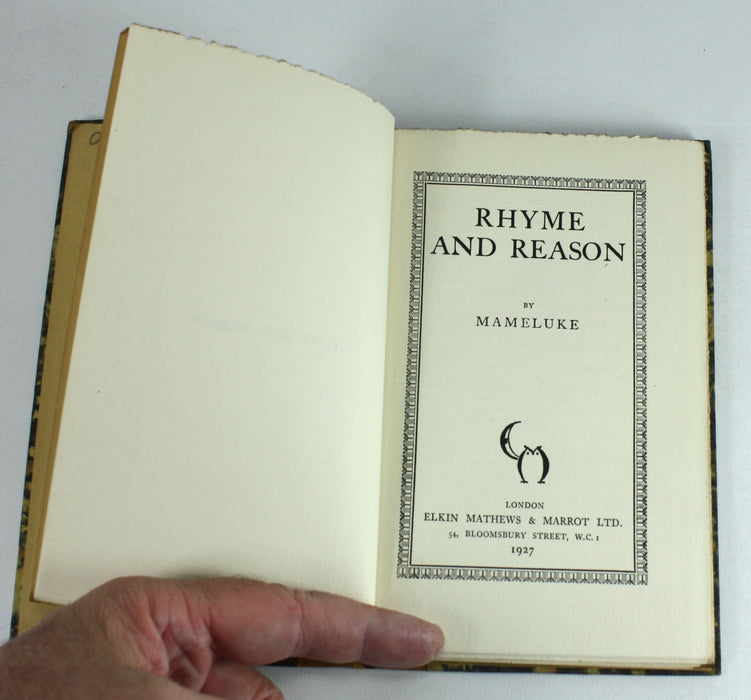 RHYME
AND REASON
BY
MAMELUKE
LONDON
ELKIN MATHEWS & MARROT LTD.
54, BLOOMSBURY STREET, W.C. 1
1927